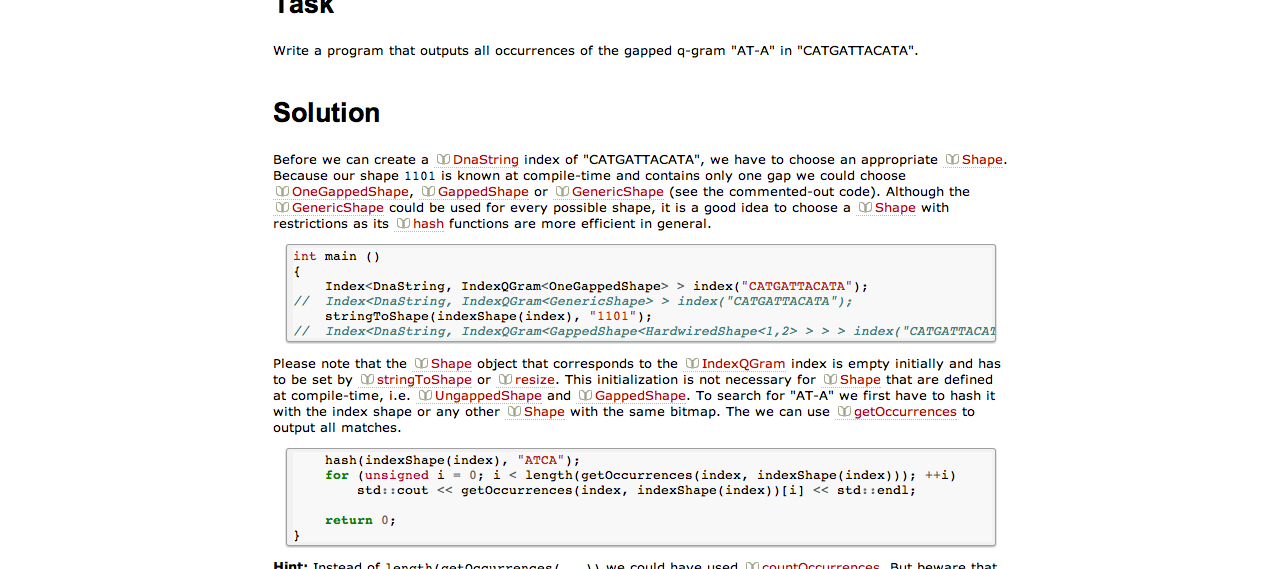 Task
Write a program that outputs all occurrences of the gapped q-gram "AT-A" in "CATGATTACATA".
Solution
Before we can create a DnaString index of "CATGATTACATA", we have to choose an appropriate Shape.
Because our shape 1101 is known at compile-time and contains only one gap we could choose
OneGappedShape, GappedShape or GenericShape (see the commented-out code). Although the
GenericShape could be used for every possible shape, it is a good idea to choose a Shape with
restrictions as its hash functions are more efficient in general.
int main ()
{
    Index<DnaString, IndexQGram<OneGappedShape> > index("CATGATTACATA");
//  Index<DnaString, IndexQGram<GenericShape> > index("CATGATTACATA");
    stringToShape(indexShape(index), "1101");
//  Index<DnaString, IndexQGram<GappedShape<HardwiredShape<1,2> > > > index("CATGATTACAT
Please note that the Shape object that corresponds to the IndexQGram index is empty initially and has
to be set by stringToShape or resize. This initialization is not necessary for Shape that are defined
at compile-time, i.e. UngappedShape and GappedShape. To search for "AT-A" we first have to hash it
with the index shape or any other Shape with the same bitmap. The we can use getOccurrences to
output all matches.
    hash(indexShape(index), "ATCA");
    for (unsigned i = 0; i < length(getOccurrences(index, indexShape(index))); ++i)
        std::cout << getOccurrences(index, indexShape(index))[i] << std::endl;
    return 0;
}
Hint: Instead of length(getOccurrences(...)) we could have used countOccurrences. But beware that